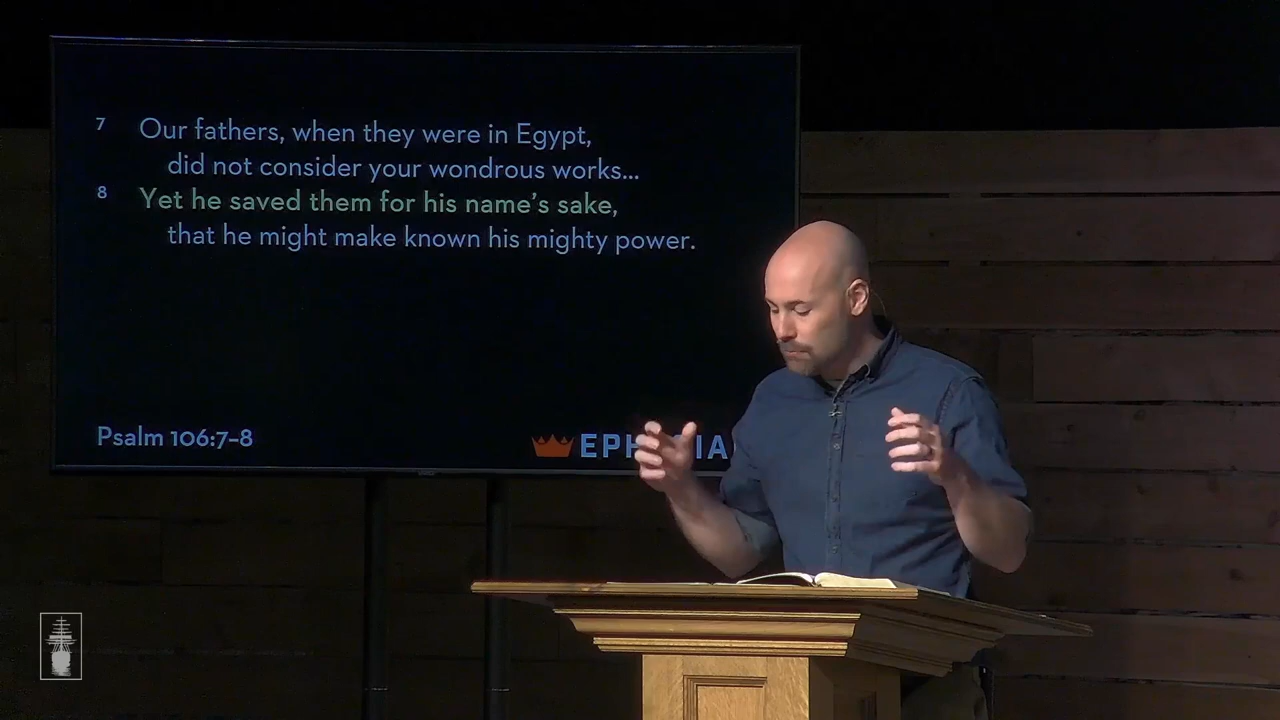 7 Our fathers, when they were in Egypt,
did not consider your wondrous works...
8 Yet he saved them for his name's sake,
that he might make known his mighty power.
Psalm 106:7–8